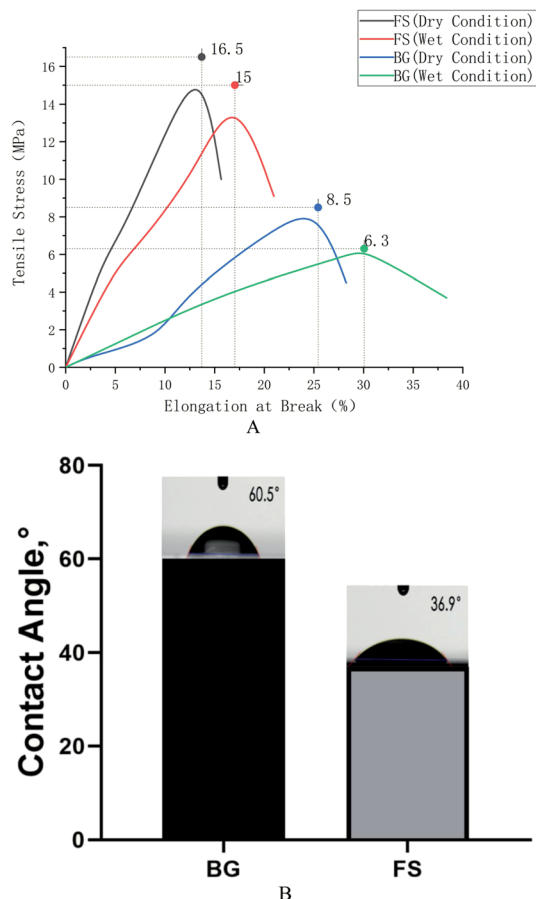 FS(Dry Condition)
FS(Wet Condition)
BG(Dry Condition)
BG(Wet Condition)
16.5
15
8.5
6.3
Tensile Stress (MPa)
16
14
12
10
8
6
4
2
0
0 5 10 15 20 25 30 35 40
Elongation at Break (%)
A
Contact Angle,°
80
60
40
20
0
60.5°
36.9°
BG FS
B